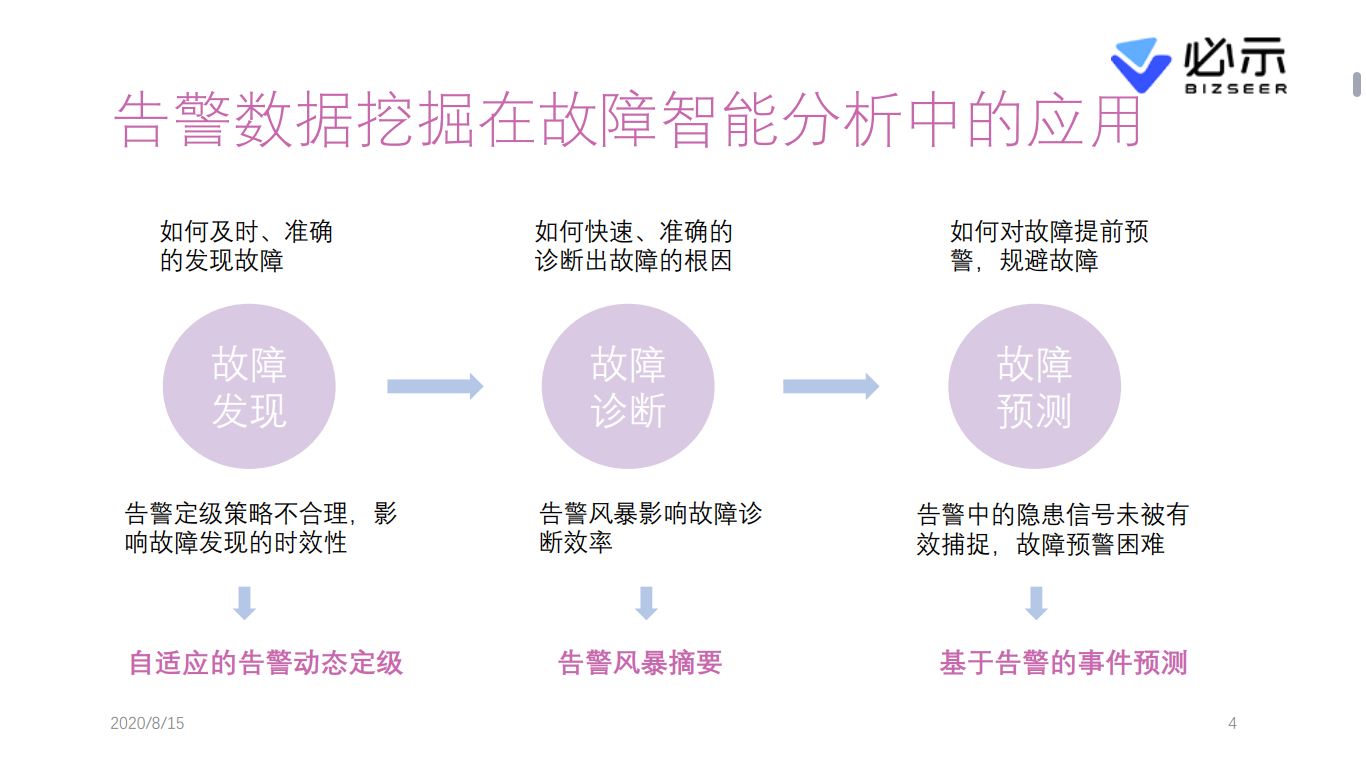 必示
BIZSEER
告警数据挖掘在故障智能分析中的应用
如何及时、准确
的发现故障
如何快速、准确的
诊断出故障的根因
如何对故障提前预
警，规避故障
故障
发现
故障
诊断
故障
预测
告警定级策略不合理，影
响故障发现的时效性
告警风暴影响故障诊
断效率
告警中的隐患信号未被有
效捕捉，故障预警困难
自适应的告警动态定级
告警风暴摘要
基于告警的事件预测
2020/8/15
4